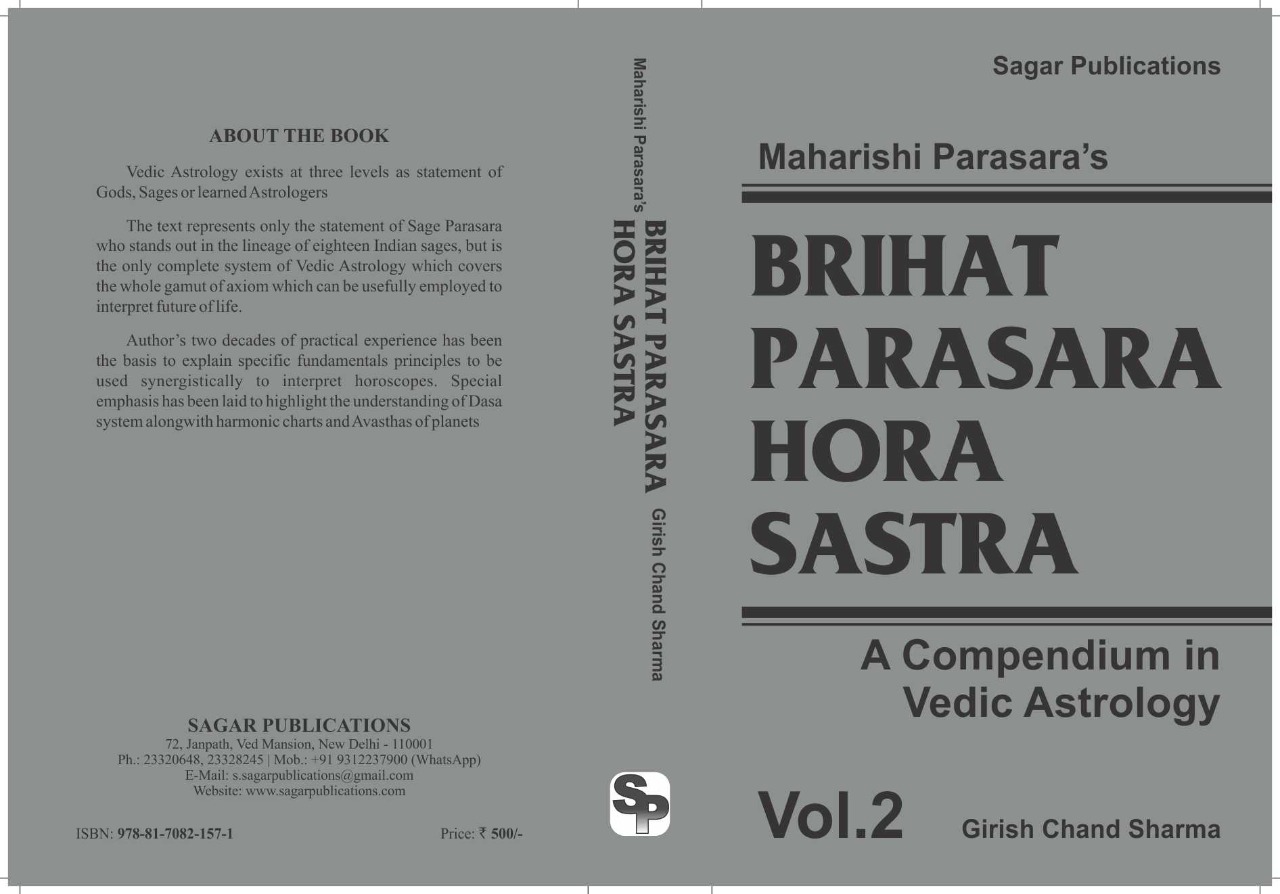 ABOUT THE BOOK
Vedic Astrology exists at three levels as statement of
Gods, Sages or learned Astrologers
The text represents only the statement of Sage Parasara
who stands out in the lineage of eighteen Indian sages, but is
the only complete system of Vedic Astrology which covers
the whole gamut of axiom which can be usefully employed to
interpret future of life.
Author's two decades of practical experience has been
the basis to explain specific fundamentals principles to be
used synergistically to interpret horoscopes. Special
emphasis has been laid to highlight the understanding of Dasa
system alongwith harmonic charts and Avasthas of planets
SAGAR PUBLICATIONS
72, Janpath, Ved Mansion, New Delhi - 110001
Ph.: 23320648, 23328245 | Mob.: +91 9312237900 (WhatsApp)
E-Mail: s.sagarpublications@gmail.com
Website: www.sagarpublications.com
ISBN: 978-81-7082-157-1
Price: ₹ 500/-
Maharishi Parasara's
BRIHAT PARASARA
HORA SASTRA
Girish Chand Sharma
SP
Sagar Publications
Maharishi Parasara's
BRIHAT
PARASARA
HORA
SASTRA
A Compendium in
Vedic Astrology
Vol.2
Girish Chand Sharma